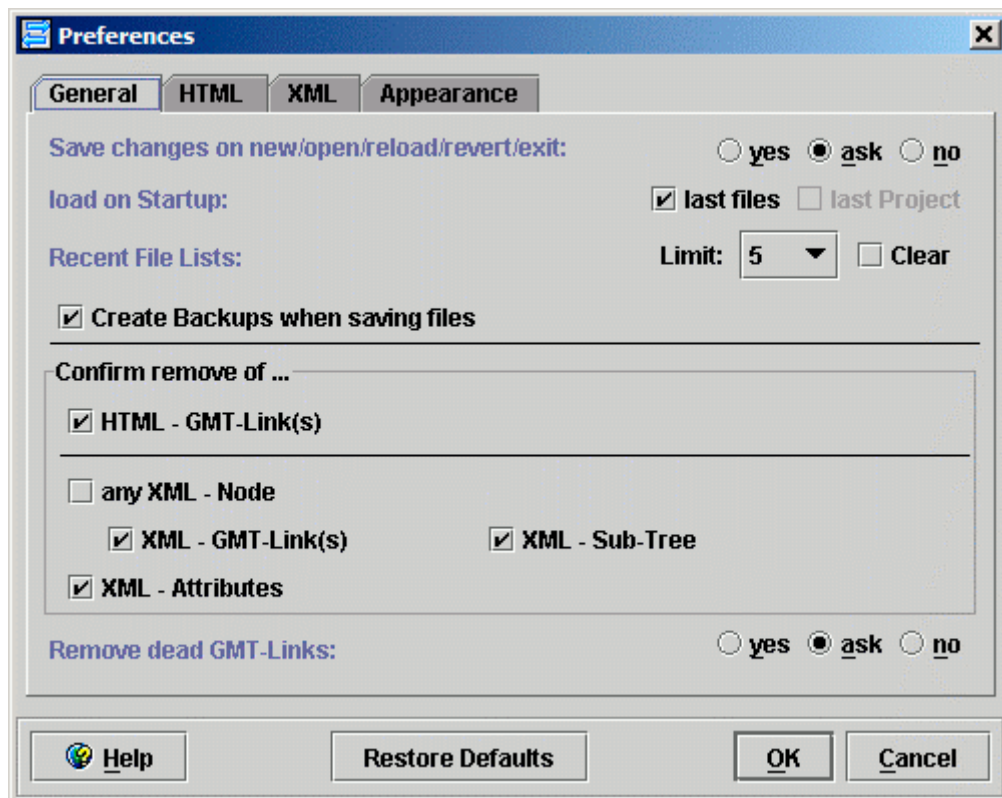 Preferences
General HTML XML Appearance
Save changes on new/open/reload/revert/exit: yes ask no
load on Startup: last files last Project
Recent File Lists: Limit: 5 Clear
Create Backups when saving files
Confirm remove of ...
HTML - GMT-Link(s)
any XML - Node
XML - GMT-Link(s) XML - Sub-Tree
XML - Attributes
Remove dead GMT-Links: yes ask no
Help Restore Defaults OK Cancel